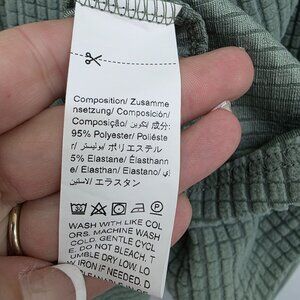 Composition/ Zusamme
nsetzung/ Composición/
Composição/ تكوين/ 成分:
95% Polyester/ Poliéste
r/ بوليستر/ ポリエステル
5% Elastane/ Élasthann
e/ Elasthan/ Elastano/ إي
لاستين/ エラスタン
WASH WITH LIKE COL
ORS. MACHINE WASH
COLD. GENTLE CYCL
E. DO NOT BLEACH. T
UMBLE DRY LOW. LO
W IRON IF NEEDED. D